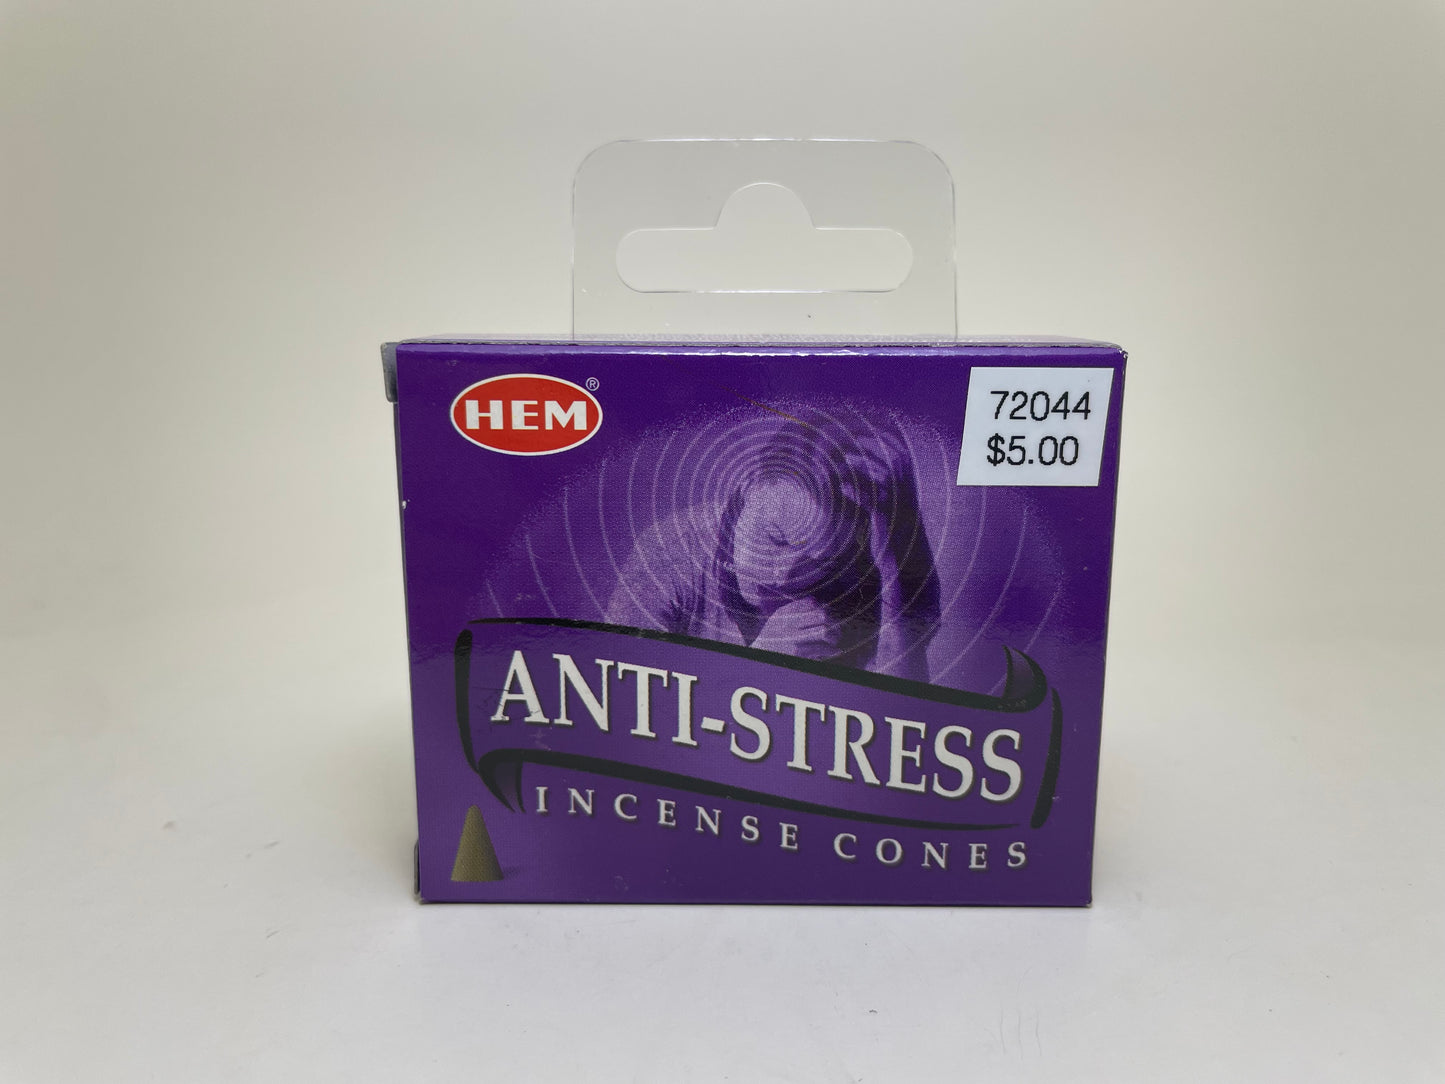 HEM®
72044
$5.00
ANTI-STRESS
INCENSE CONES